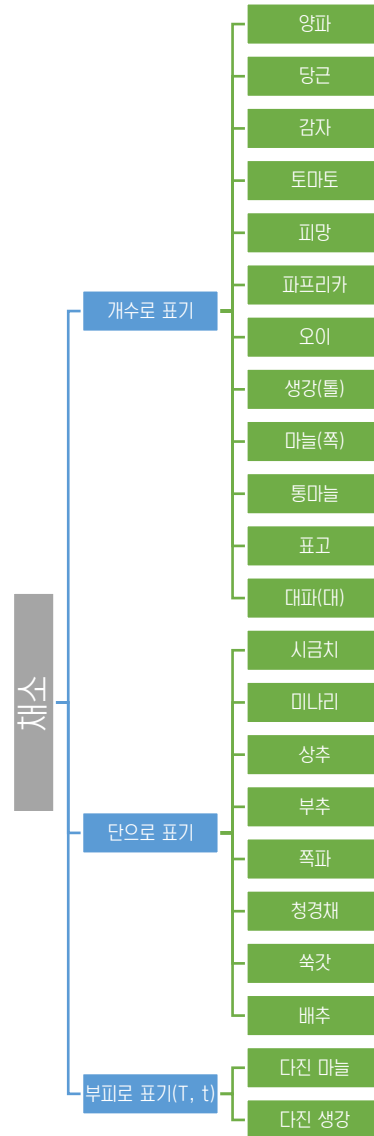 채소
개수로 표기
양파
당근
감자
토마토
피망
파프리카
오이
생강(톨)
마늘(쪽)
통마늘
표고
대파(대)
단으로 표기
시금치
미나리
상추
부추
쪽파
청경채
쑥갓
배추
부피로 표기(T, t)
다진 마늘
다진 생강